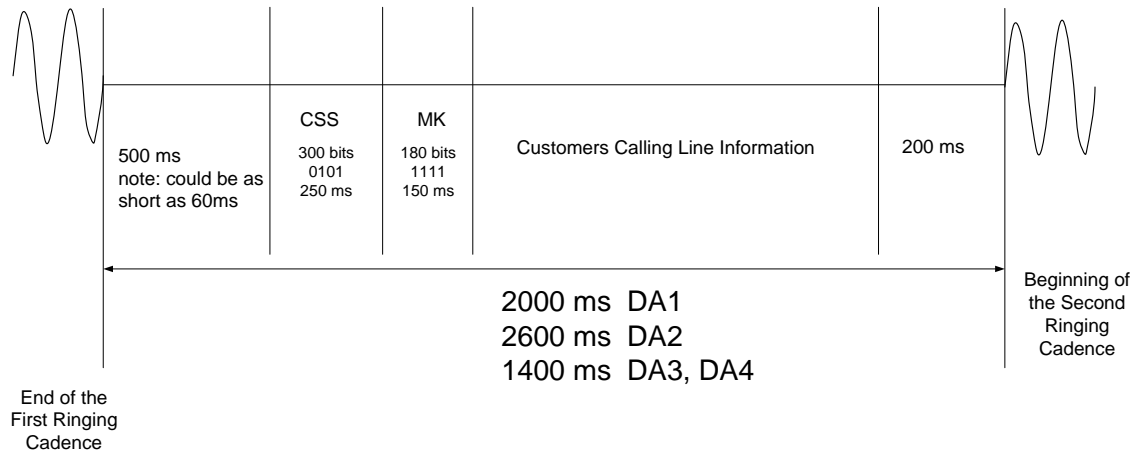 500 ms
note: could be as
short as 60ms
CSS
300 bits
0101
250 ms
MK
180 bits
1111
150 ms
Customers Calling Line Information
200 ms
2000 ms DA1
2600 ms DA2
1400 ms DA3, DA4
Beginning of
the Second
Ringing
Cadence
End of the
First Ringing
Cadence